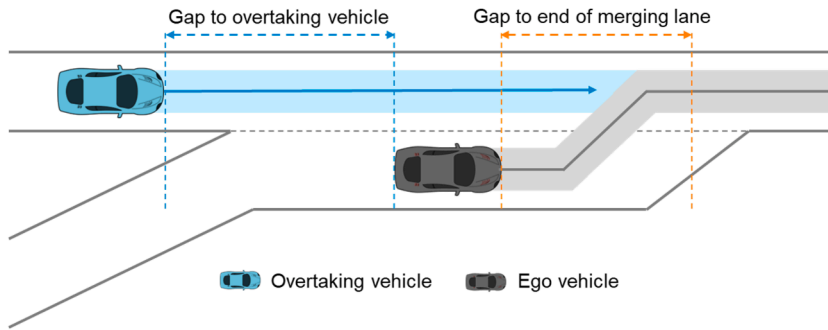 Gap to overtaking vehicle
Gap to end of merging lane
Overtaking vehicle
Ego vehicle